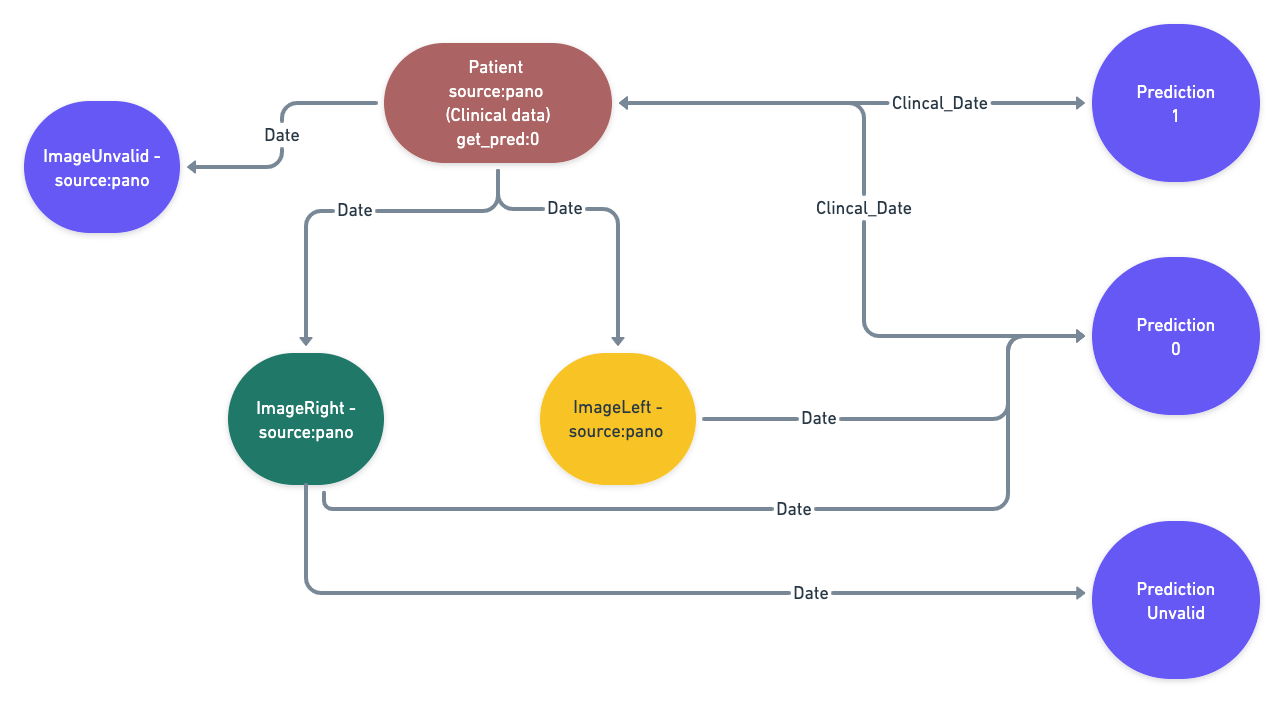 Patient
source:pano
(Clinical data)
get_pred:0
Clincal_Date
Prediction
1
Date
ImageUnvalid -
source:pano
Date
Date
Clincal_Date
Prediction
0
ImageRight -
source:pano
ImageLeft -
source:pano
Date
Date
Date
Prediction
Unvalid